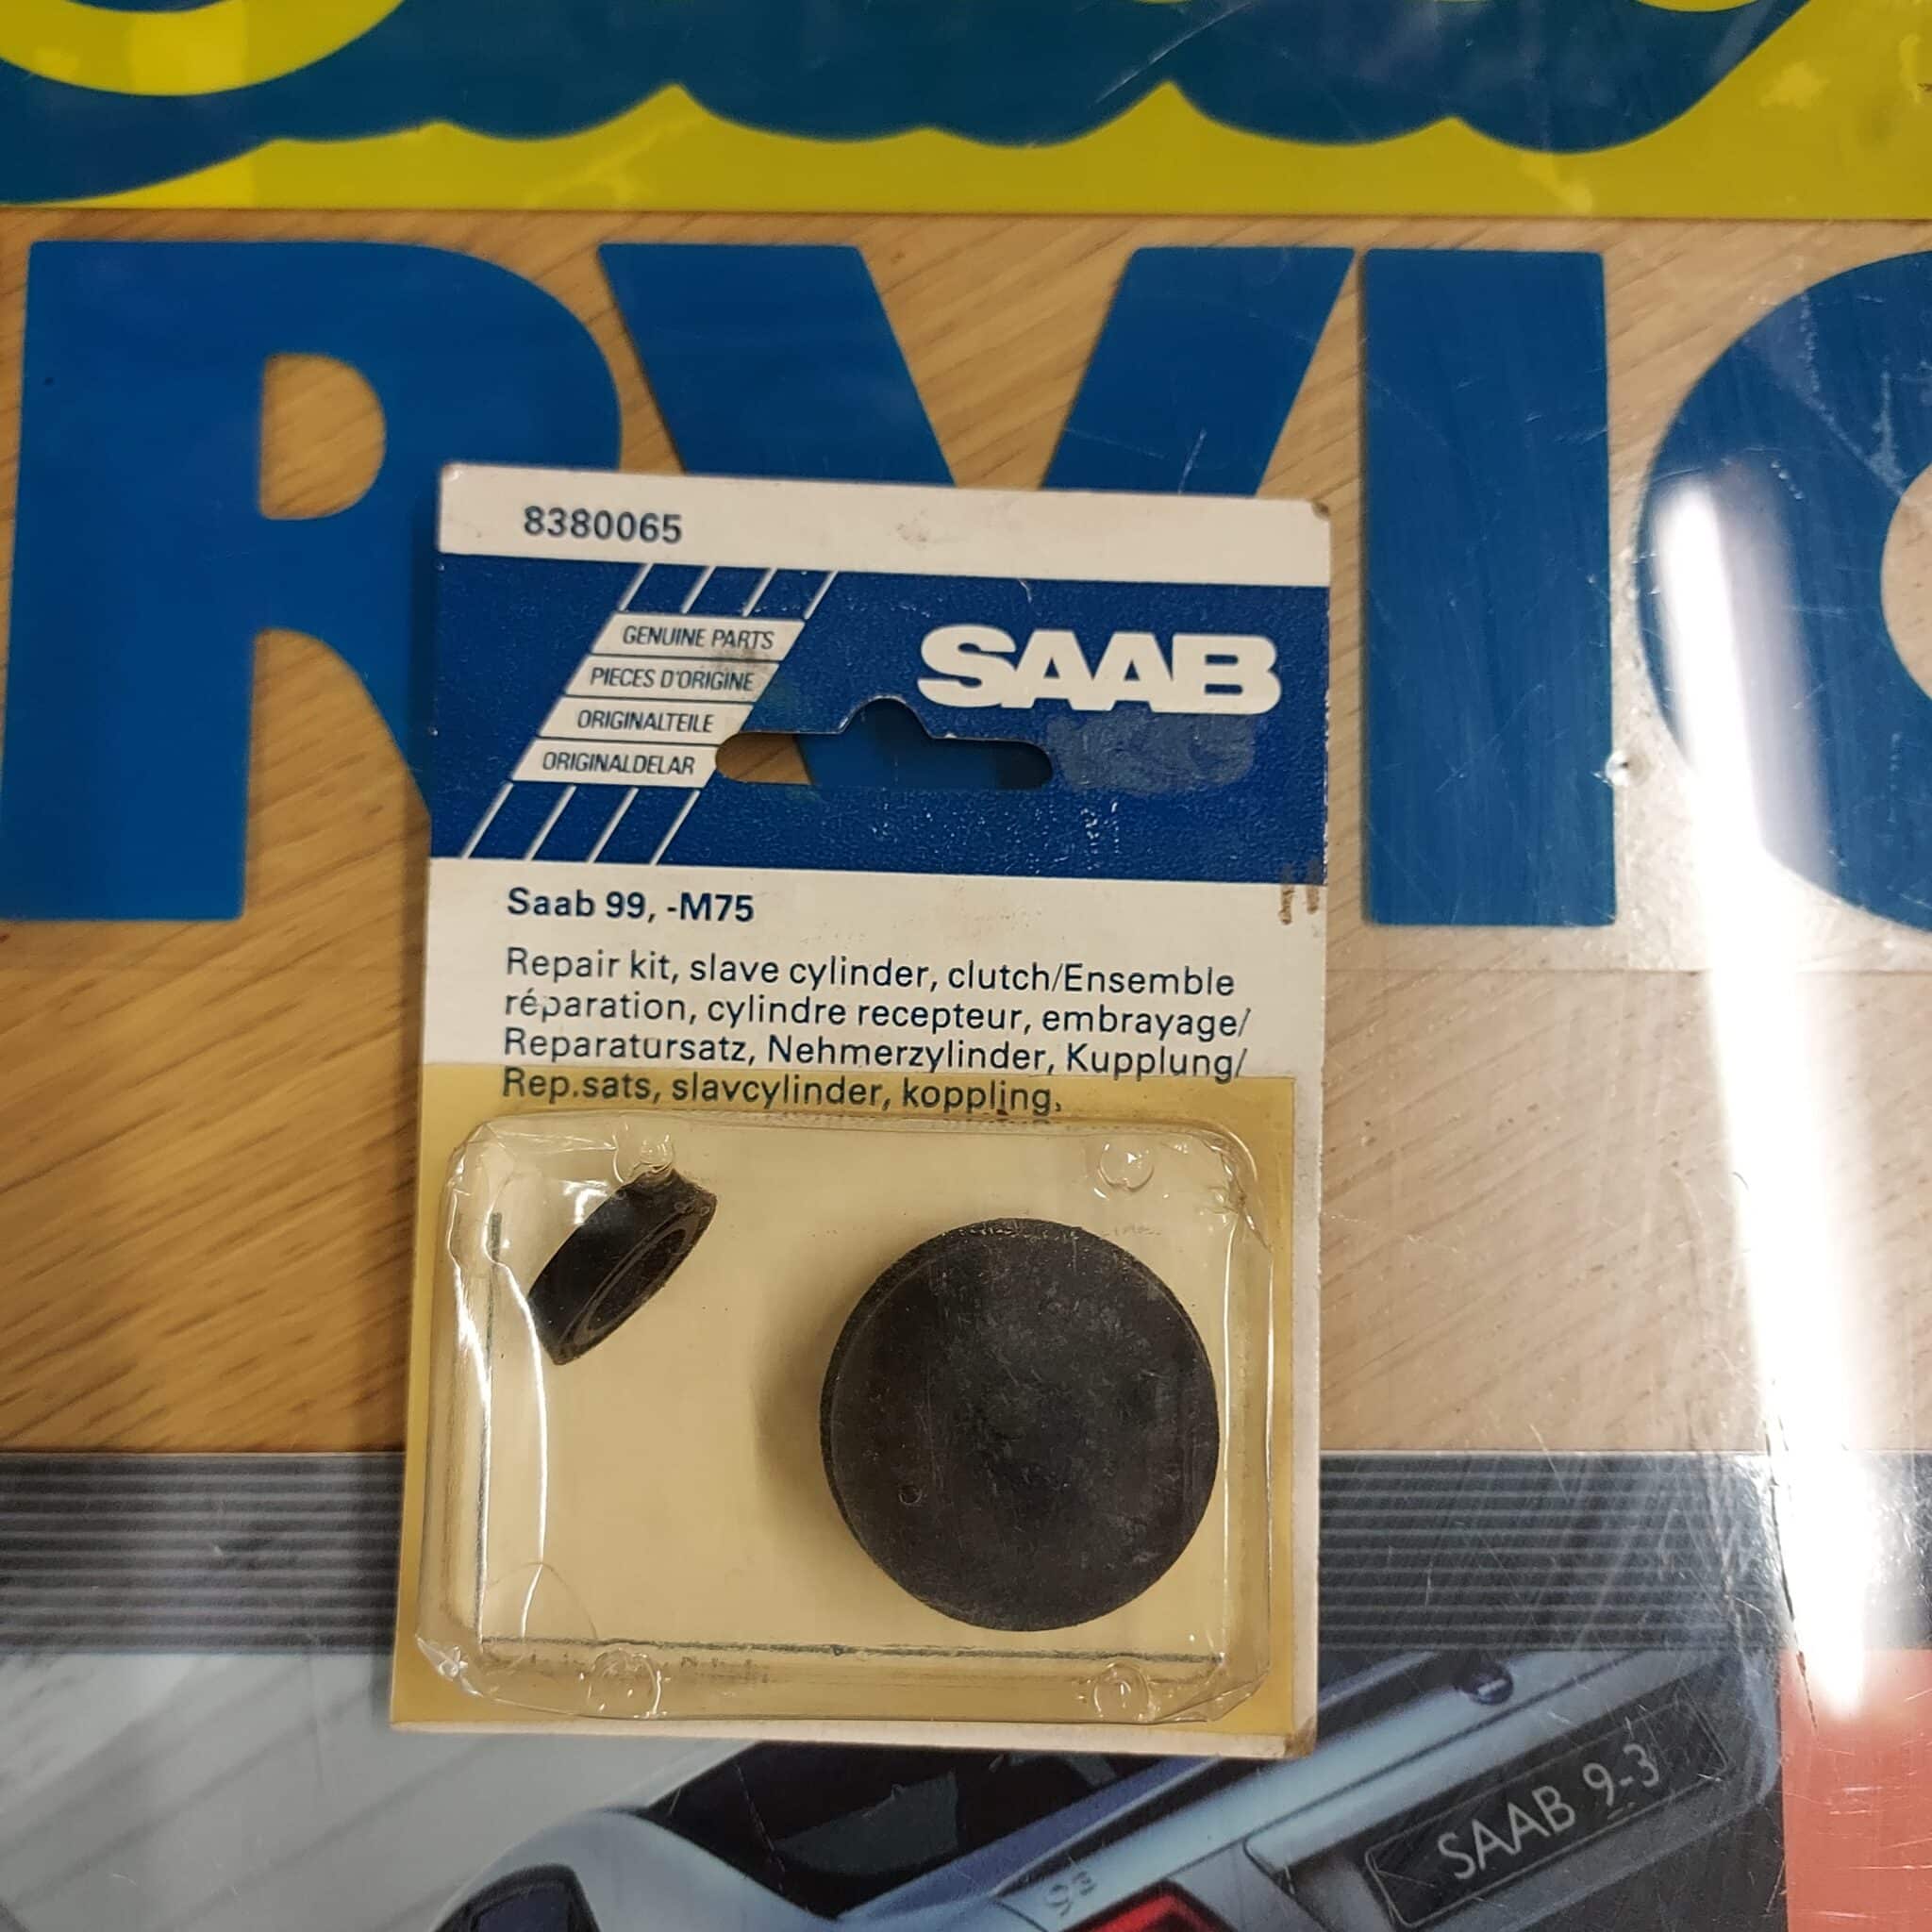 RVIC
8380065
GENUINE PARTS
PIECES D'ORIGINE
ORIGINALTEILE
ORIGINALDELAR
SAAB
Saab 99, -M75
Repair kit, slave cylinder, clutch/Ensemble
réparation, cylindre recepteur, embrayage/
Reparatursatz, Nehmerzylinder, Kupplung/
Rep.sats, slavcylinder, koppling,
SAAB 9-3